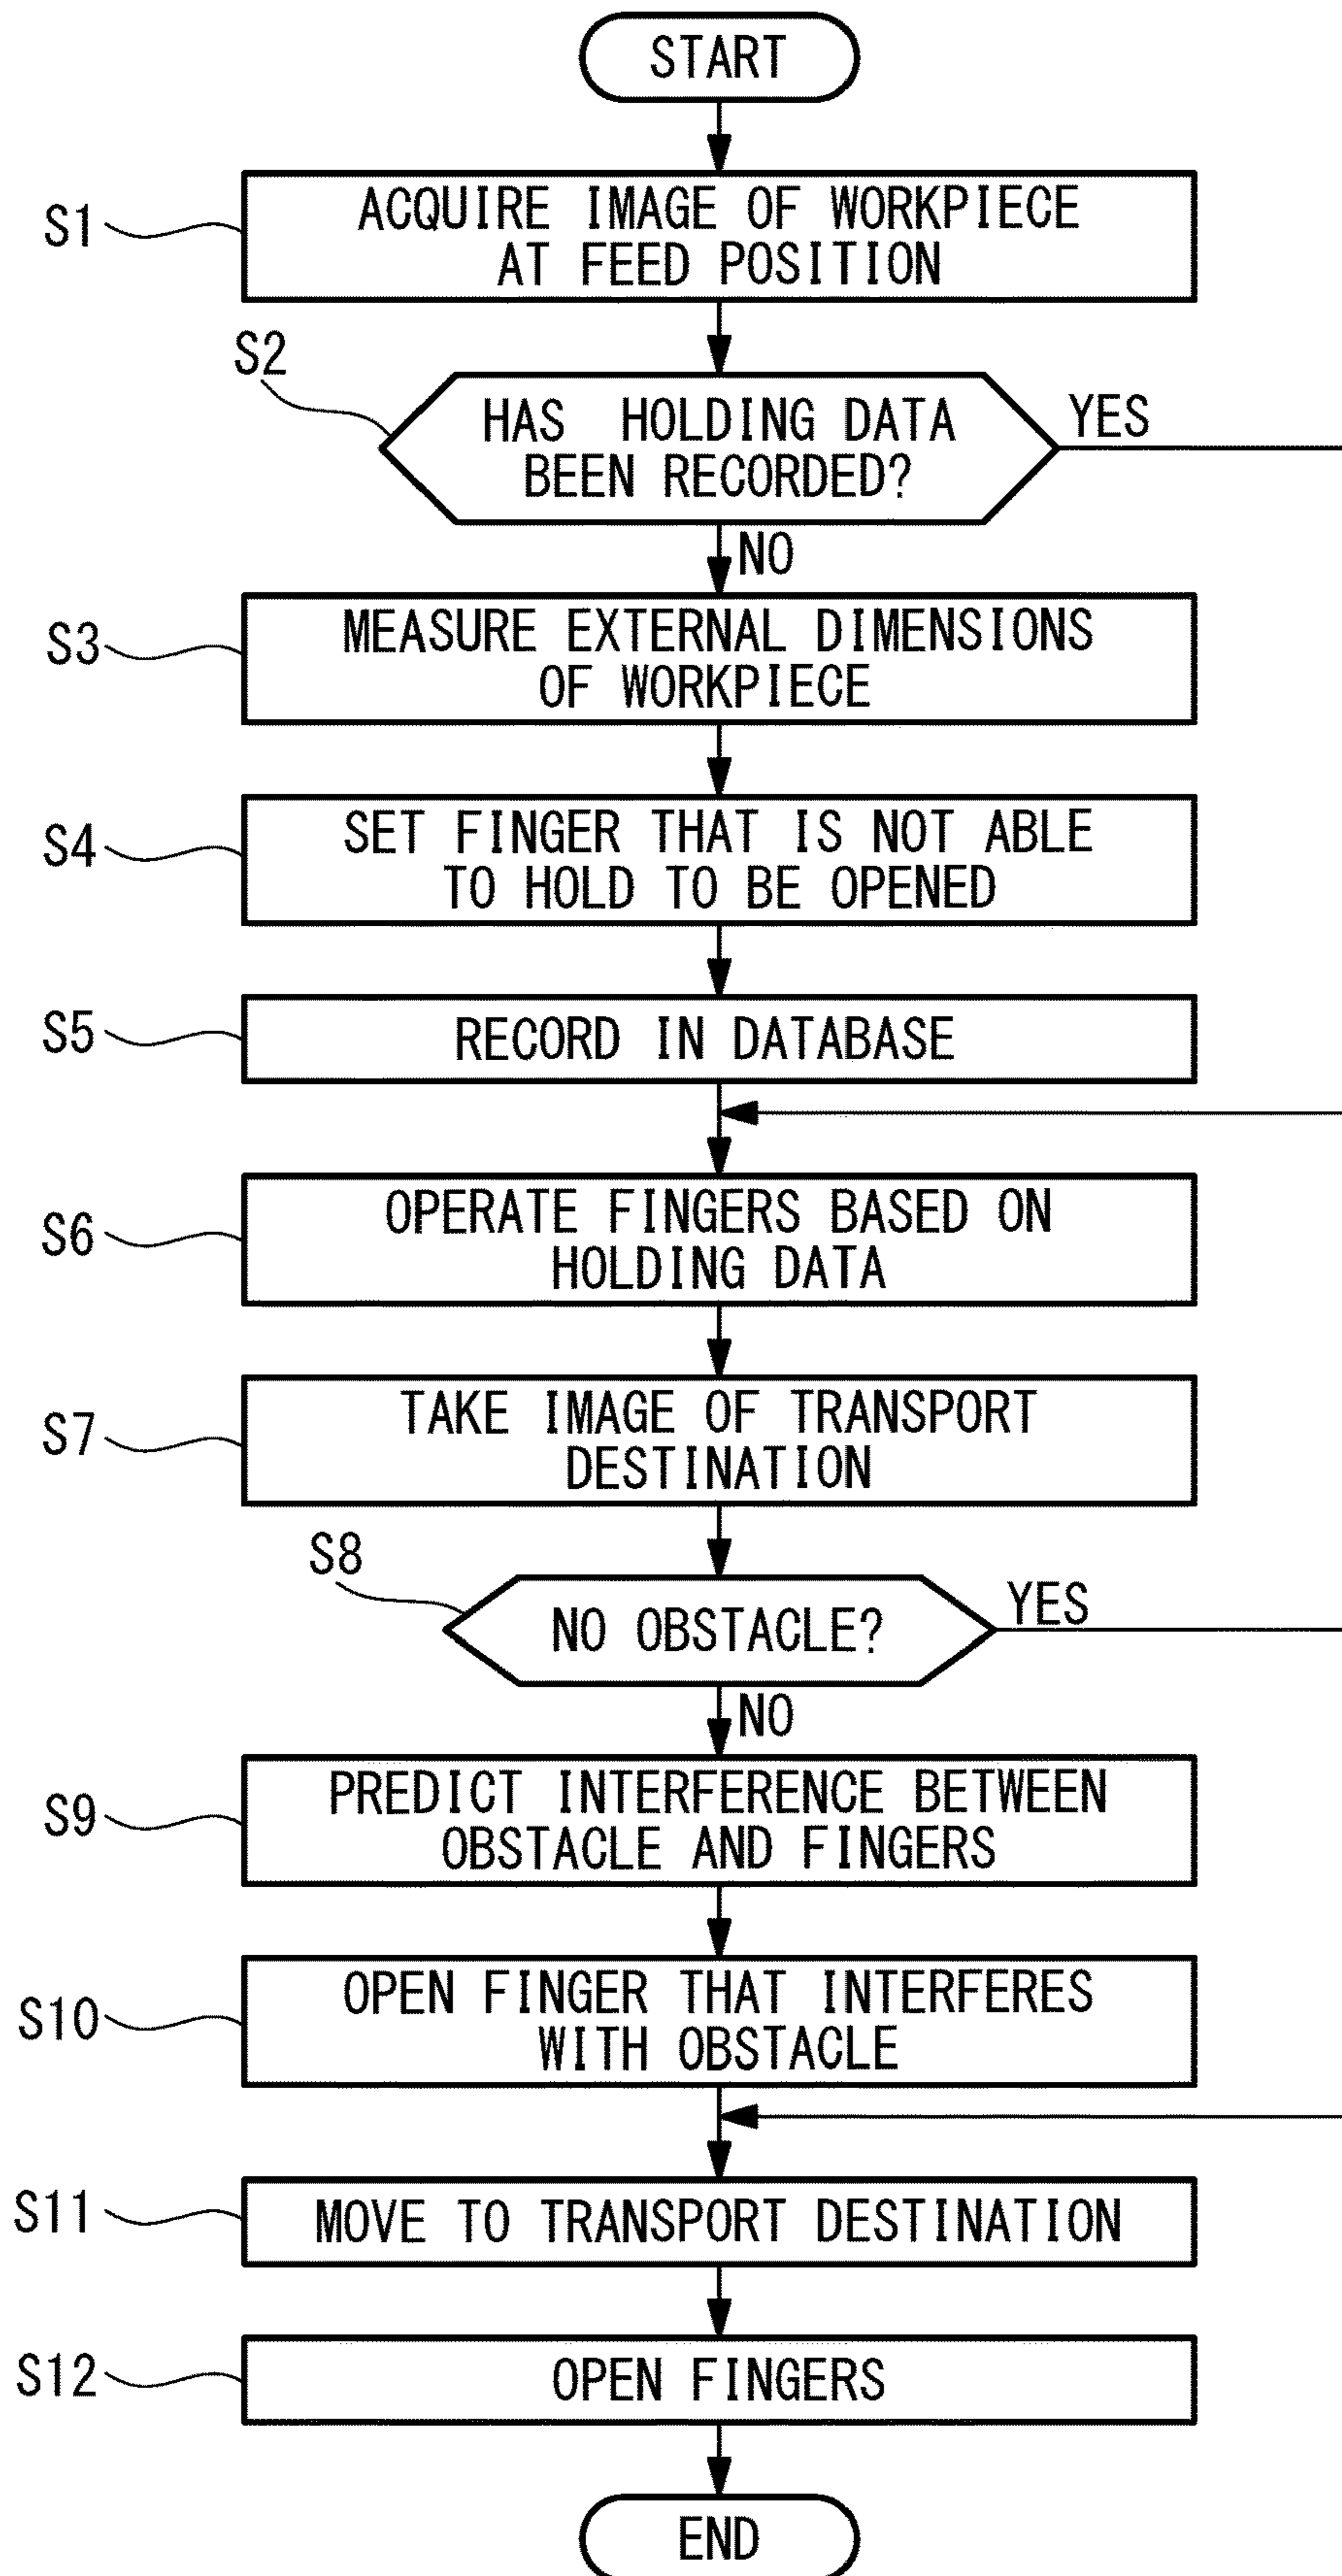 START
S1
ACQUIRE IMAGE OF WORKPIECE
AT FEED POSITION
S2
HAS HOLDING DATA
BEEN RECORDED?
YES
NO
S3
MEASURE EXTERNAL DIMENSIONS
OF WORKPIECE
S4
SET FINGER THAT IS NOT ABLE
TO HOLD TO BE OPENED
S5
RECORD IN DATABASE
S6
OPERATE FINGERS BASED ON
HOLDING DATA
S7
TAKE IMAGE OF TRANSPORT
DESTINATION
S8
NO OBSTACLE?
YES
NO
S9
PREDICT INTERFERENCE BETWEEN
OBSTACLE AND FINGERS
S10
OPEN FINGER THAT INTERFERES
WITH OBSTACLE
S11
MOVE TO TRANSPORT DESTINATION
S12
OPEN FINGERS
END